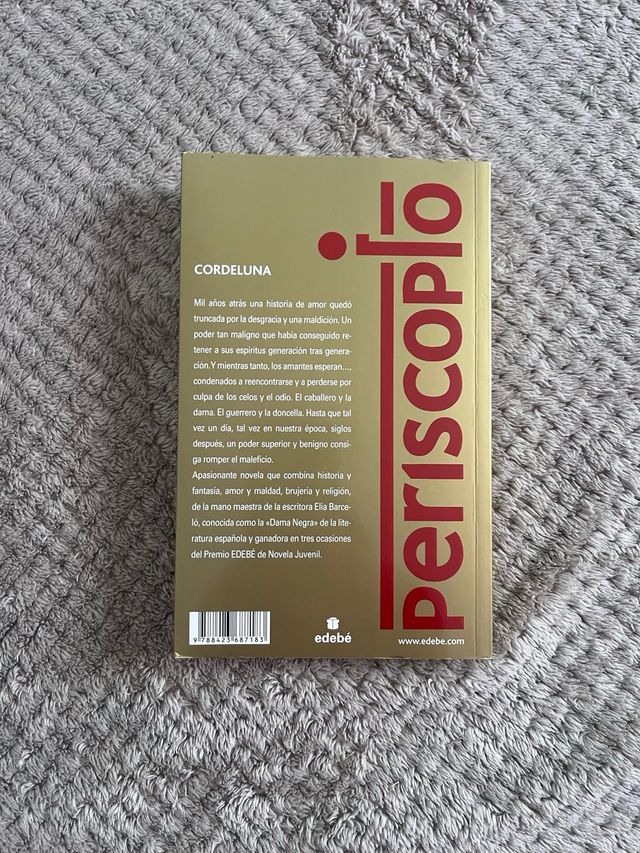 CORDELUNA
Mil años atrás una historia de amor quedó
truncada por la desgracia y una maldición. Un
poder tan maligno que había conseguido re-
tener a sus espíritus generación tras genera-
ción.Y mientras tanto, los amantes esperan...,
condenados a reencontrarse y a perderse por
culpa de los celos y el odio. El caballero y la
dama. El guerrero y la doncella. Hasta que tal
vez un día, tal vez en nuestra época, siglos
después, un poder superior y benigno consi-
ga romper el maleficio.
Apasionante novela que combina historia y
fantasía, amor y maldad, brujería y religión,
de la mano maestra de la escritora Elia Barce-
ló, conocida como la «Dama Negra» de la lite-
ratura española y ganadora en tres ocasiones
del Premio EDEBÉ de Novela Juvenil.
periscopio
9 788423 687183
edebé
www.edebe.com